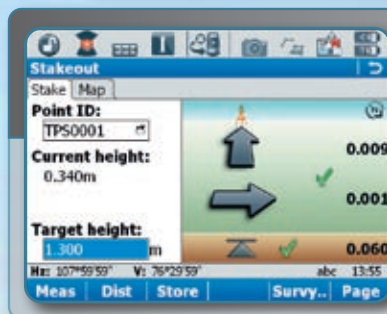 Stakeout
Stake Map
Point ID:
TPS0001
Current height:
0.340m
Target height:
1.300 m
0.009
0.001
0.060
Hz: 107°59'59" V: 76°29'59" abc 13:55
Meas Dist Store Survy.. Page